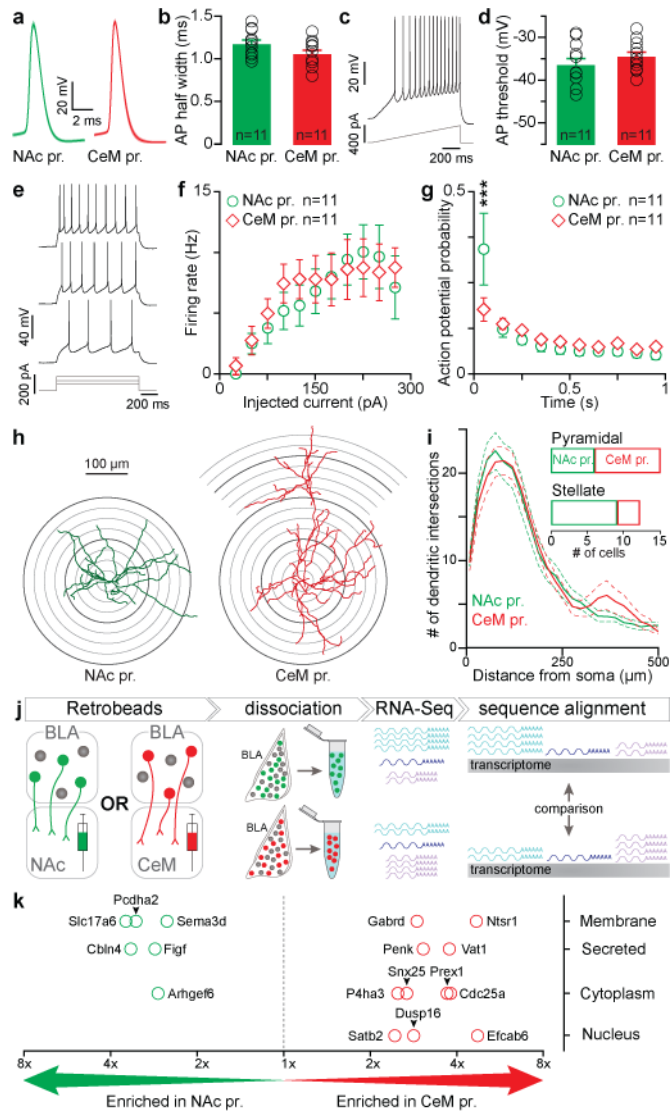 a
20 mV
2 ms
NAc pr.
CeM pr.
b
AP half width (ms)
1.5
1.0
0.5
0
n=11
n=11
NAc pr.
CeM pr.
c
20 mV
400 pA
200 ms
d
AP threshold (mV)
-25
-30
-40
-50
n=11
n=11
NAc pr.
CeM pr.
e
40 mV
200 pA
200 ms
f
NAc pr. n=11
CeM pr. n=11
Firing rate (Hz)
15
0
0
150
300
Injected current (pA)
g
***
NAc pr. n=11
CeM pr. n=11
Action potential probability
0.5
0
0
0.5
1
Time (s)
h
100 µm
NAc pr.
CeM pr.
i
# of dendritic intersections
20
10
0
0
250
500
Distance from soma (µm)
NAc pr.
CeM pr.
Pyramidal
NAc pr.
CeM pr.
Stellate
0 5 10 15
# of cells
j
Retrobeads
dissociation
RNA-Seq
sequence alignment
BLA
OR
BLA
NAc
CeM
BLA
BLA
transcriptome
comparison
transcriptome
k
Pcdha2
Slc17a6
Sema3d
Gabrd
Ntsr1
Membrane
Cbln4
Figf
Penk
Vat1
Secreted
Snx25
Prex1
Arhgef6
P4ha3
Cdc25a
Cytoplasm
Dusp16
Satb2
Efcab6
Nucleus
8x 4x 2x 1x 2x 4x 8x
Enriched in NAc pr.
Enriched in CeM pr.